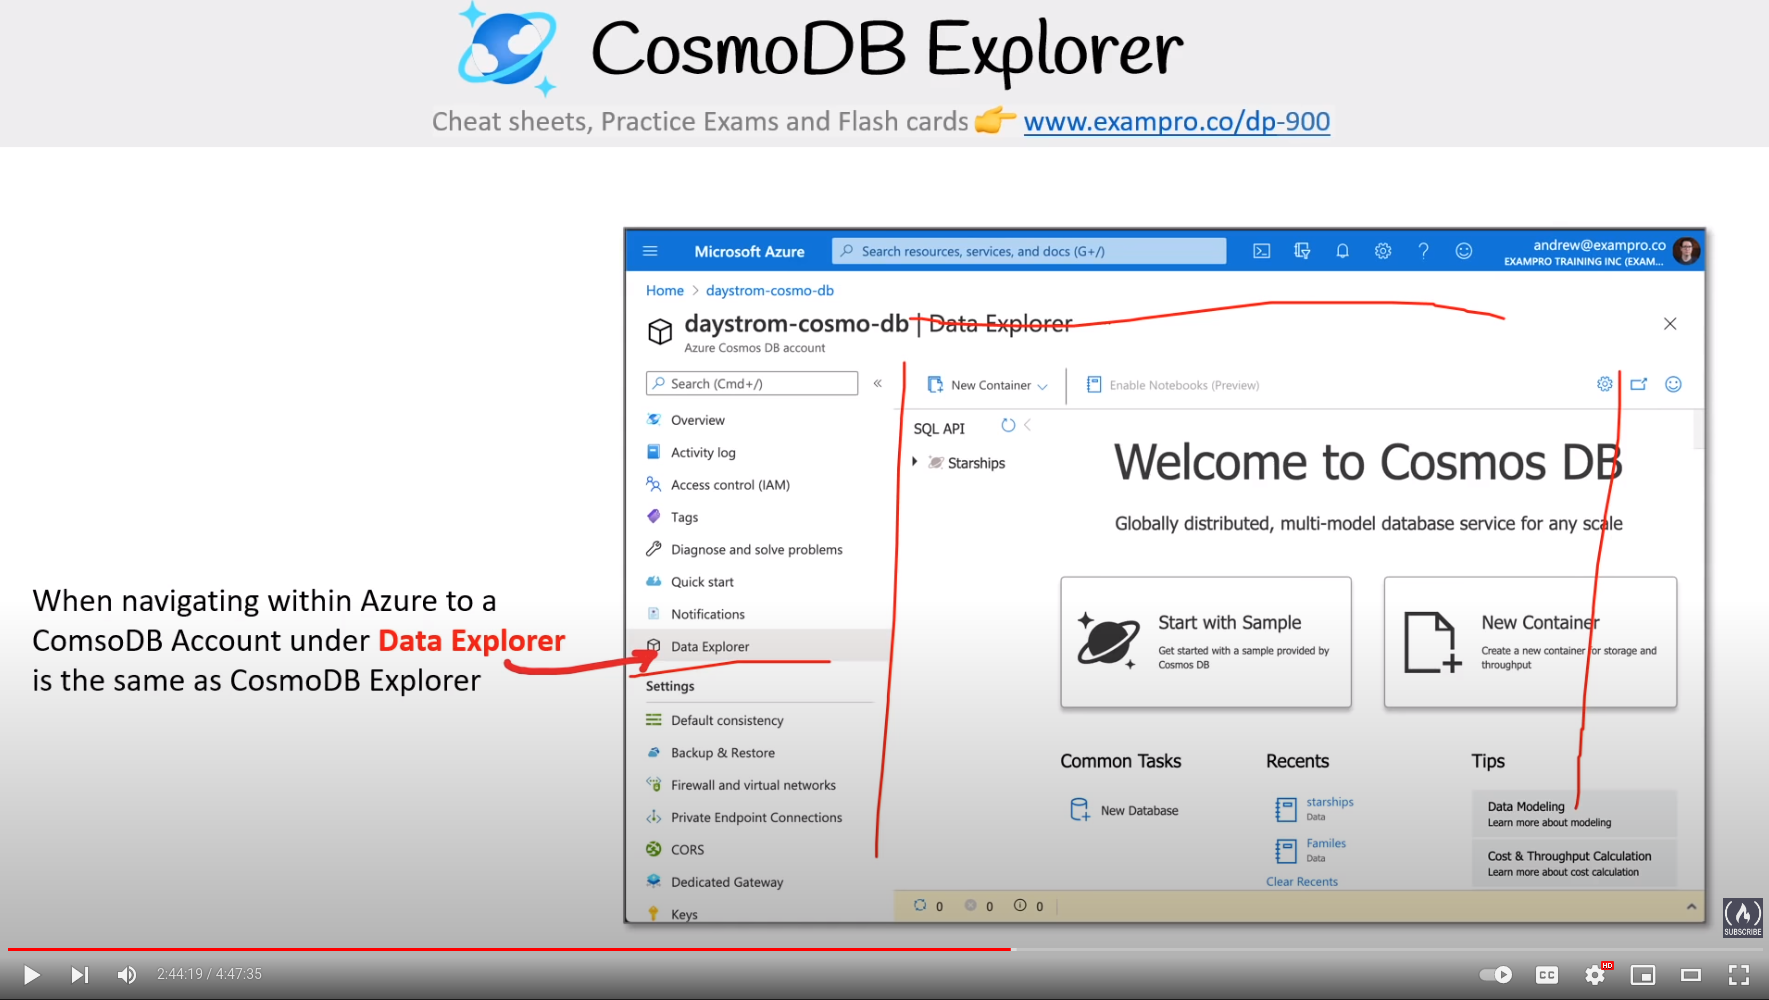 CosmoDB Explorer
Cheat sheets, Practice Exams and Flash cards 👉 www.exampro.co/dp-900
Microsoft Azure
Search resources, services, and docs (G+/)
andrew@exampro.co
EXAMPRO TRAINING INC (EXAM...
Home > daystrom-cosmo-db
daystrom-cosmo-db | Data Explorer
Azure Cosmos DB account
Search (Cmd+/)
«
New Container
Enable Notebooks (Preview)
Overview
Activity log
Access control (IAM)
Tags
Diagnose and solve problems
Quick start
Notifications
Data Explorer
Settings
Default consistency
Backup & Restore
Firewall and virtual networks
Private Endpoint Connections
CORS
Dedicated Gateway
Keys
SQL API
Starships
Welcome to Cosmos DB
Globally distributed, multi-model database service for any scale
Start with Sample
Get started with a sample provided by
Cosmos DB
New Container
Create a new container for storage and
throughput
Common Tasks
New Database
Recents
starships
Data
Familes
Data
Clear Recents
Tips
Data Modeling
Learn more about modeling
Cost & Throughput Calculation
Learn more about cost calculation
0 0 0
When navigating within Azure to a
ComsoDB Account under Data Explorer
is the same as CosmoDB Explorer
SUBSCRIBE
2:44:19 / 4:47:35
CC
HD